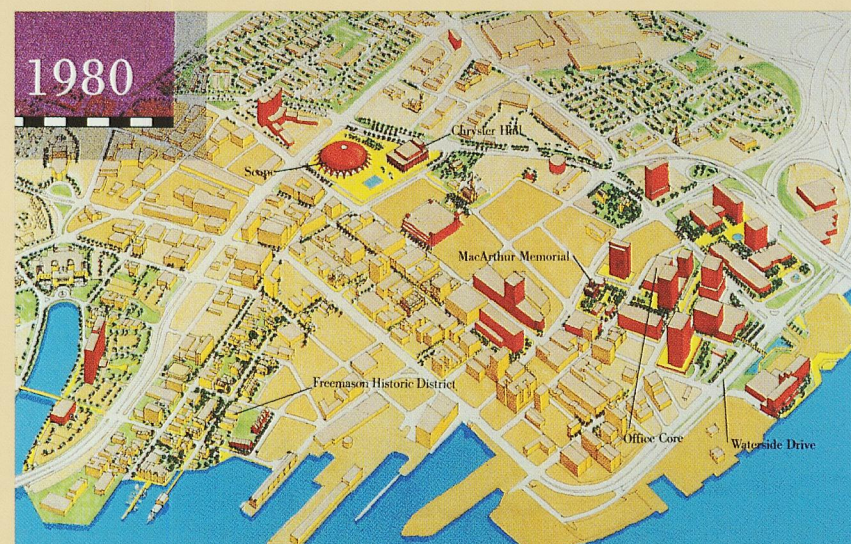 1980
Chrysler Hall
Scope
MacArthur Memorial
Freemason Historic District
Office Core
Waterside Drive